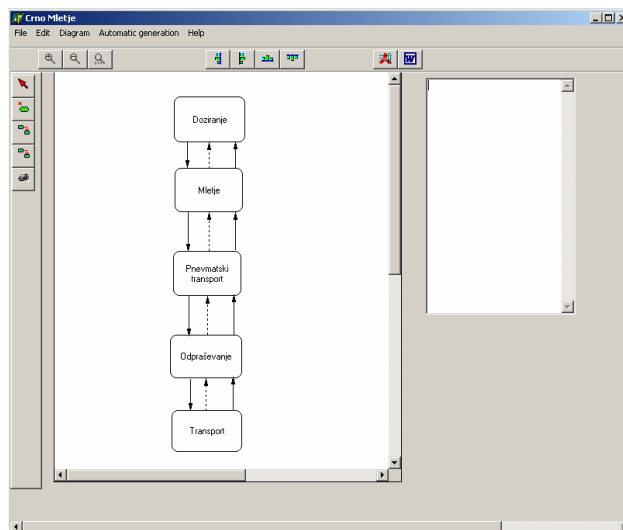 Crno Mletje
File Edit Diagram Automatic generation Help
Doziranje
Mletje
Pnevmatski
transport
Odpraševanje
Transport